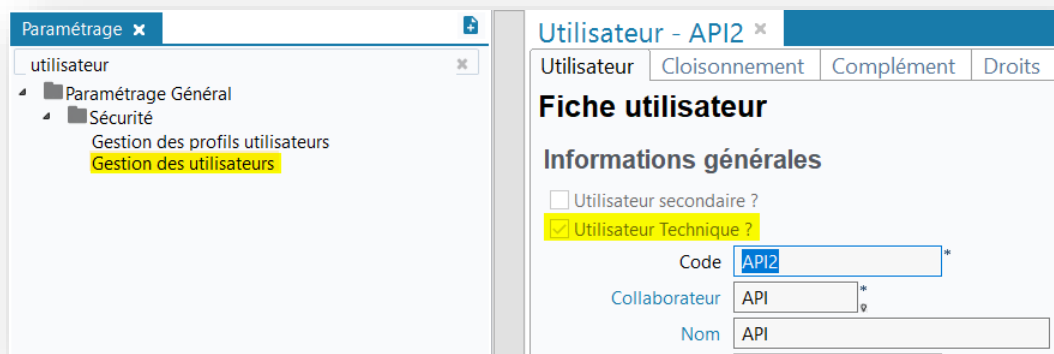 Paramétrage
utilisateur
Paramétrage Général
Sécurité
Gestion des profils utilisateurs
Gestion des utilisateurs
Utilisateur - API2
Utilisateur Cloisonnement Complément Droits
Fiche utilisateur
Informations générales
Utilisateur secondaire ?
Utilisateur Technique ?
Code API2 *
Collaborateur API *
Nom API